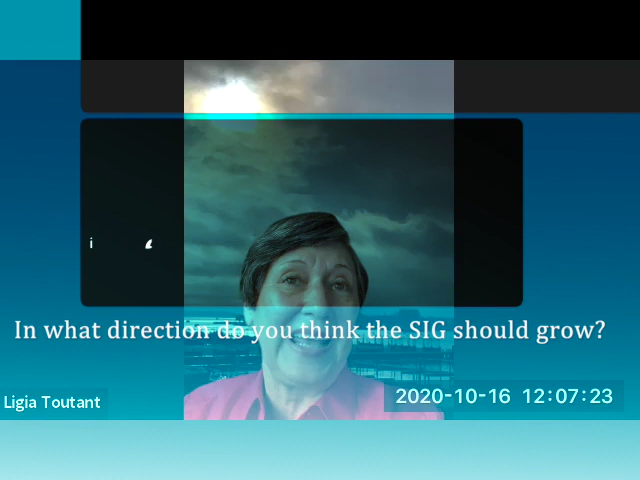 i
In what direction do you think the SIG should grow?
Ligia Toutant
2020-10-16 12:07:23